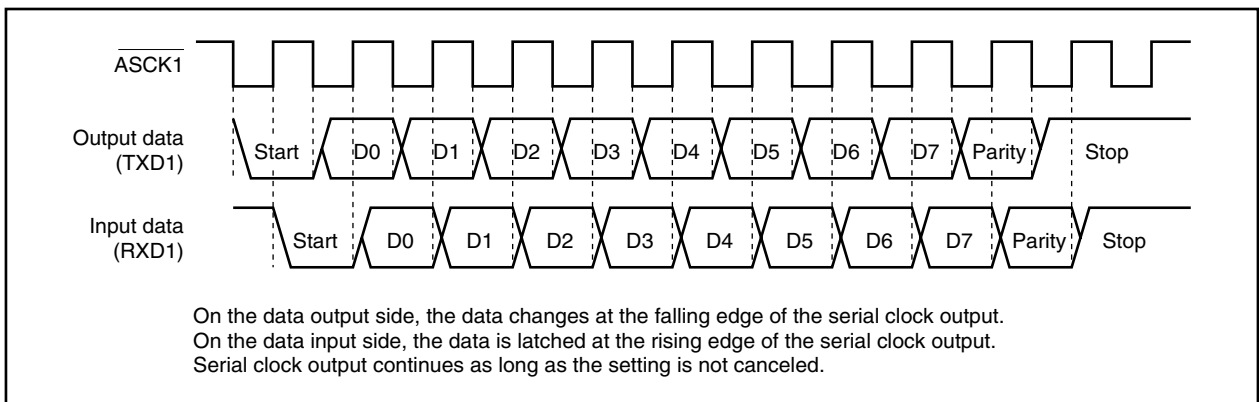 ASCK1
Output data
(TXD1)
Start D0 D1 D2 D3 D4 D5 D6 D7 Parity Stop
Input data
(RXD1)
Start D0 D1 D2 D3 D4 D5 D6 D7 Parity Stop
On the data output side, the data changes at the falling edge of the serial clock output.
On the data input side, the data is latched at the rising edge of the serial clock output.
Serial clock output continues as long as the setting is not canceled.